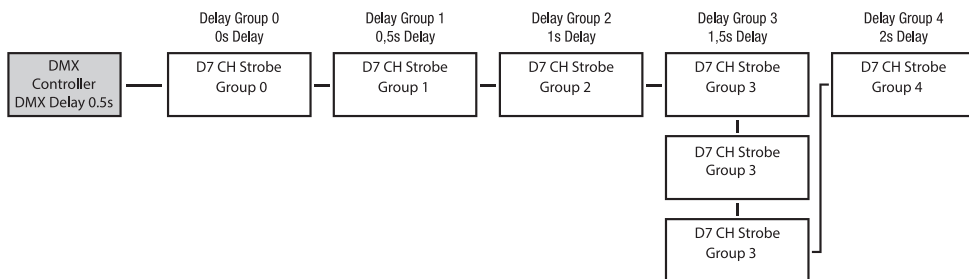 Delay Group 0
0s Delay
Delay Group 1
0,5s Delay
Delay Group 2
1s Delay
Delay Group 3
1,5s Delay
Delay Group 4
2s Delay
DMX
Controller
DMX Delay 0.5s
D7 CH Strobe
Group 0
D7 CH Strobe
Group 1
D7 CH Strobe
Group 2
D7 CH Strobe
Group 3
D7 CH Strobe
Group 4
D7 CH Strobe
Group 3
D7 CH Strobe
Group 3